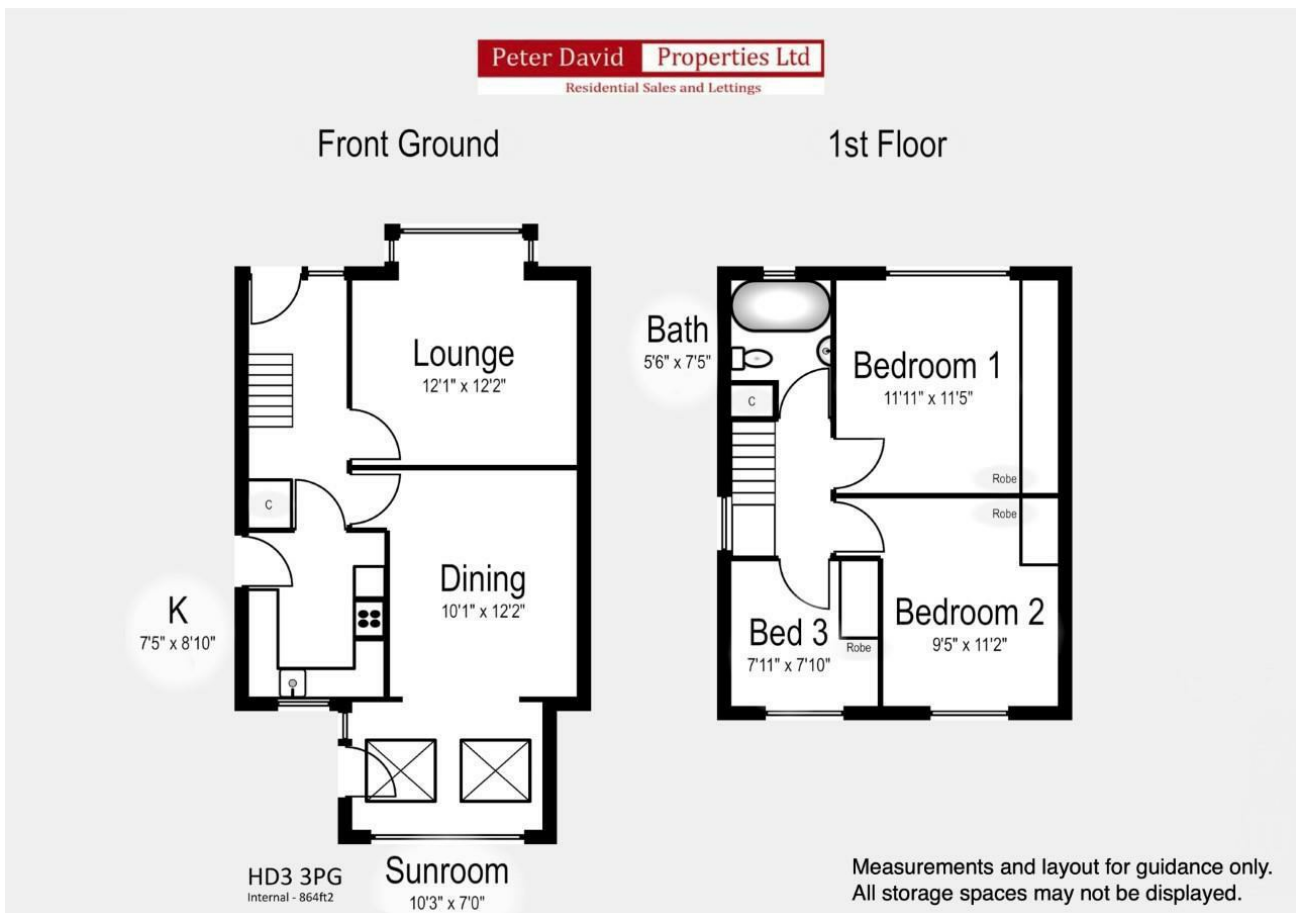 Peter David Properties Ltd
Residential Sales and Lettings
Front Ground
1st Floor
Lounge
12'1" x 12'2"
Bath
5'6" x 7'5"
Bedroom 1
11'11" x 11'5"
C
Robe
C
Robe
Dining
10'1" x 12'2"
K
7'5" x 8'10"
Bed 3
7'11" x 7'10"
Robe
Bedroom 2
9'5" x 11'2"
Sunroom
10'3" x 7'0"
HD3 3PG
Internal - 864ft2
Measurements and layout for guidance only.
All storage spaces may not be displayed.